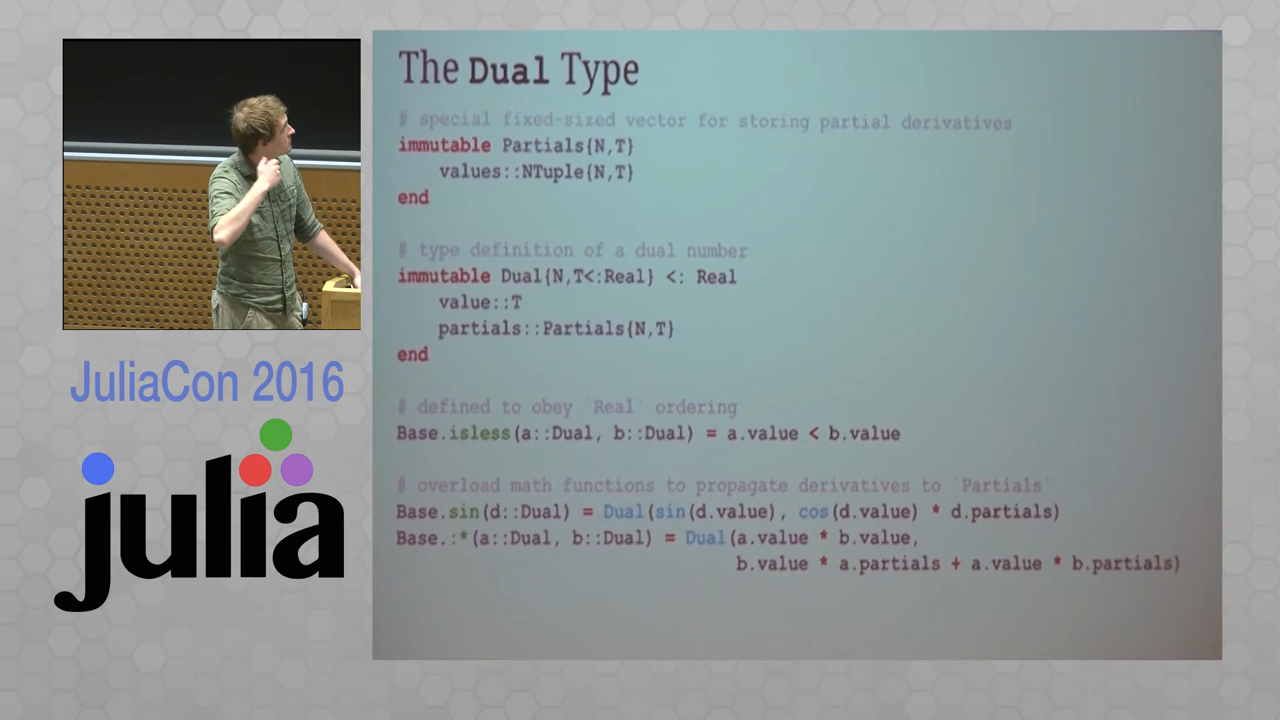 The Dual Type
# special fixed-sized vector for storing partial derivatives
immutable Partials{N,T}
    values::NTuple{N,T}
end
# type definition of a dual number
immutable Dual{N,T<:Real} <: Real
    value::T
    partials::Partials{N,T}
end
# defined to obey `Real` ordering
Base.isless(a::Dual, b::Dual) = a.value < b.value
# overload math functions to propagate derivatives to `Partials`
Base.sin(d::Dual) = Dual(sin(d.value), cos(d.value) * d.partials)
Base.:*(a::Dual, b::Dual) = Dual(a.value * b.value,
                                 b.value * a.partials + a.value * b.partials)
JuliaCon 2016
julia